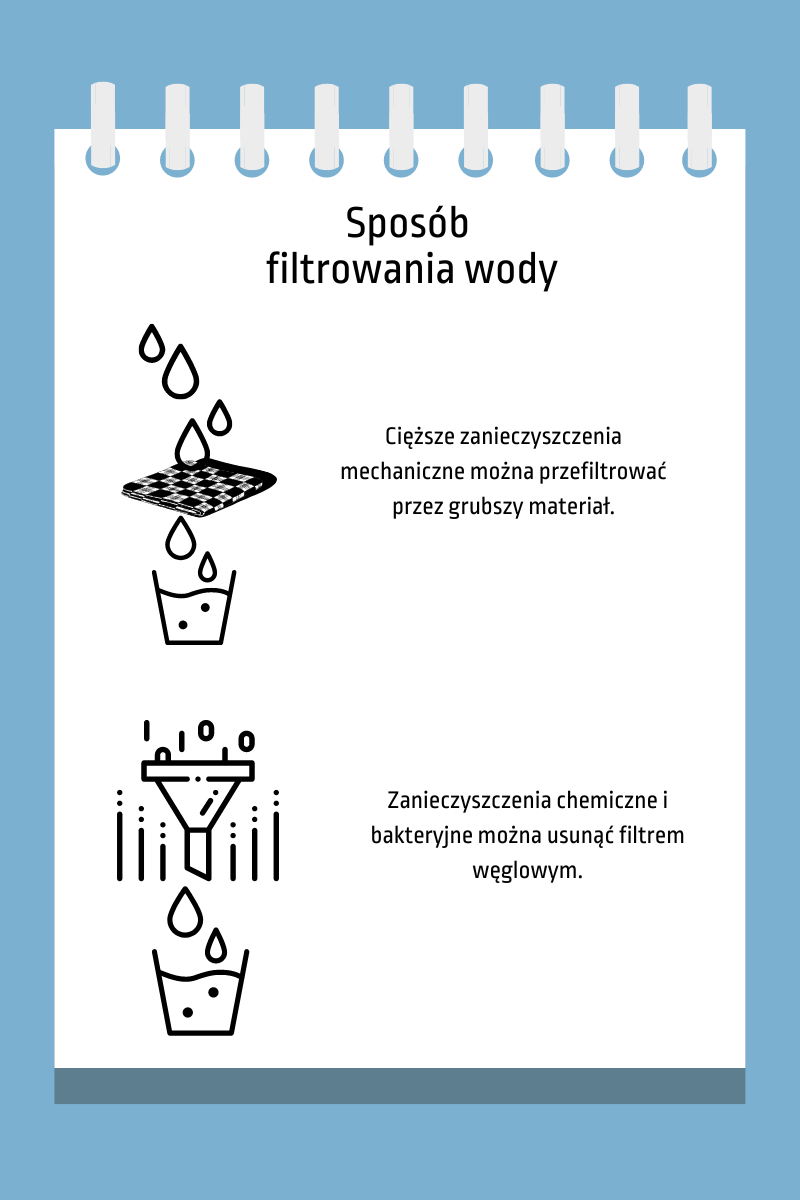 Sposób
filtrowania wody
Cięższe zanieczyszczenia
mechaniczne można przefiltrować
przez grubszy materiał.
Zanieczyszczenia chemiczne i
bakteryjne można usunąć filtrem
węglowym.